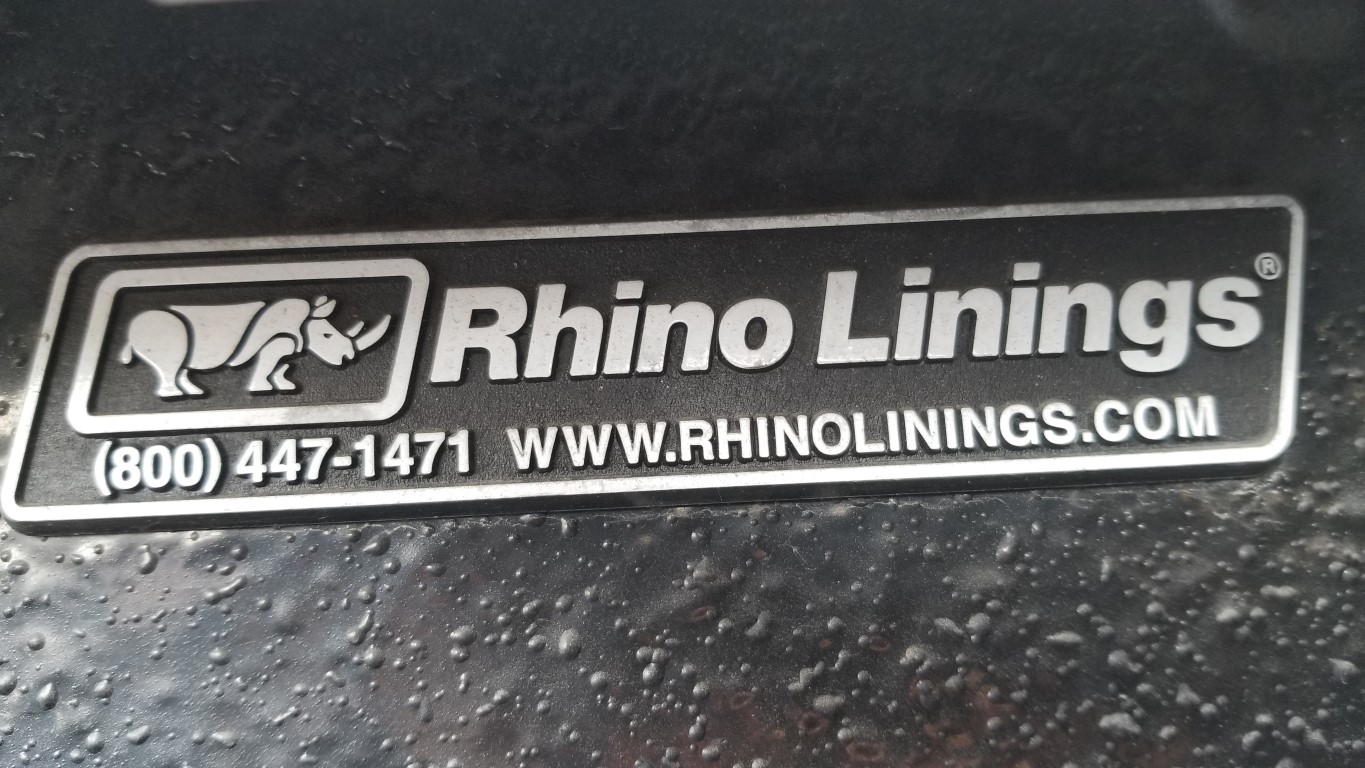 Rhino Linings®
(800) 447-1471 WWW.RHINOLININGS.COM